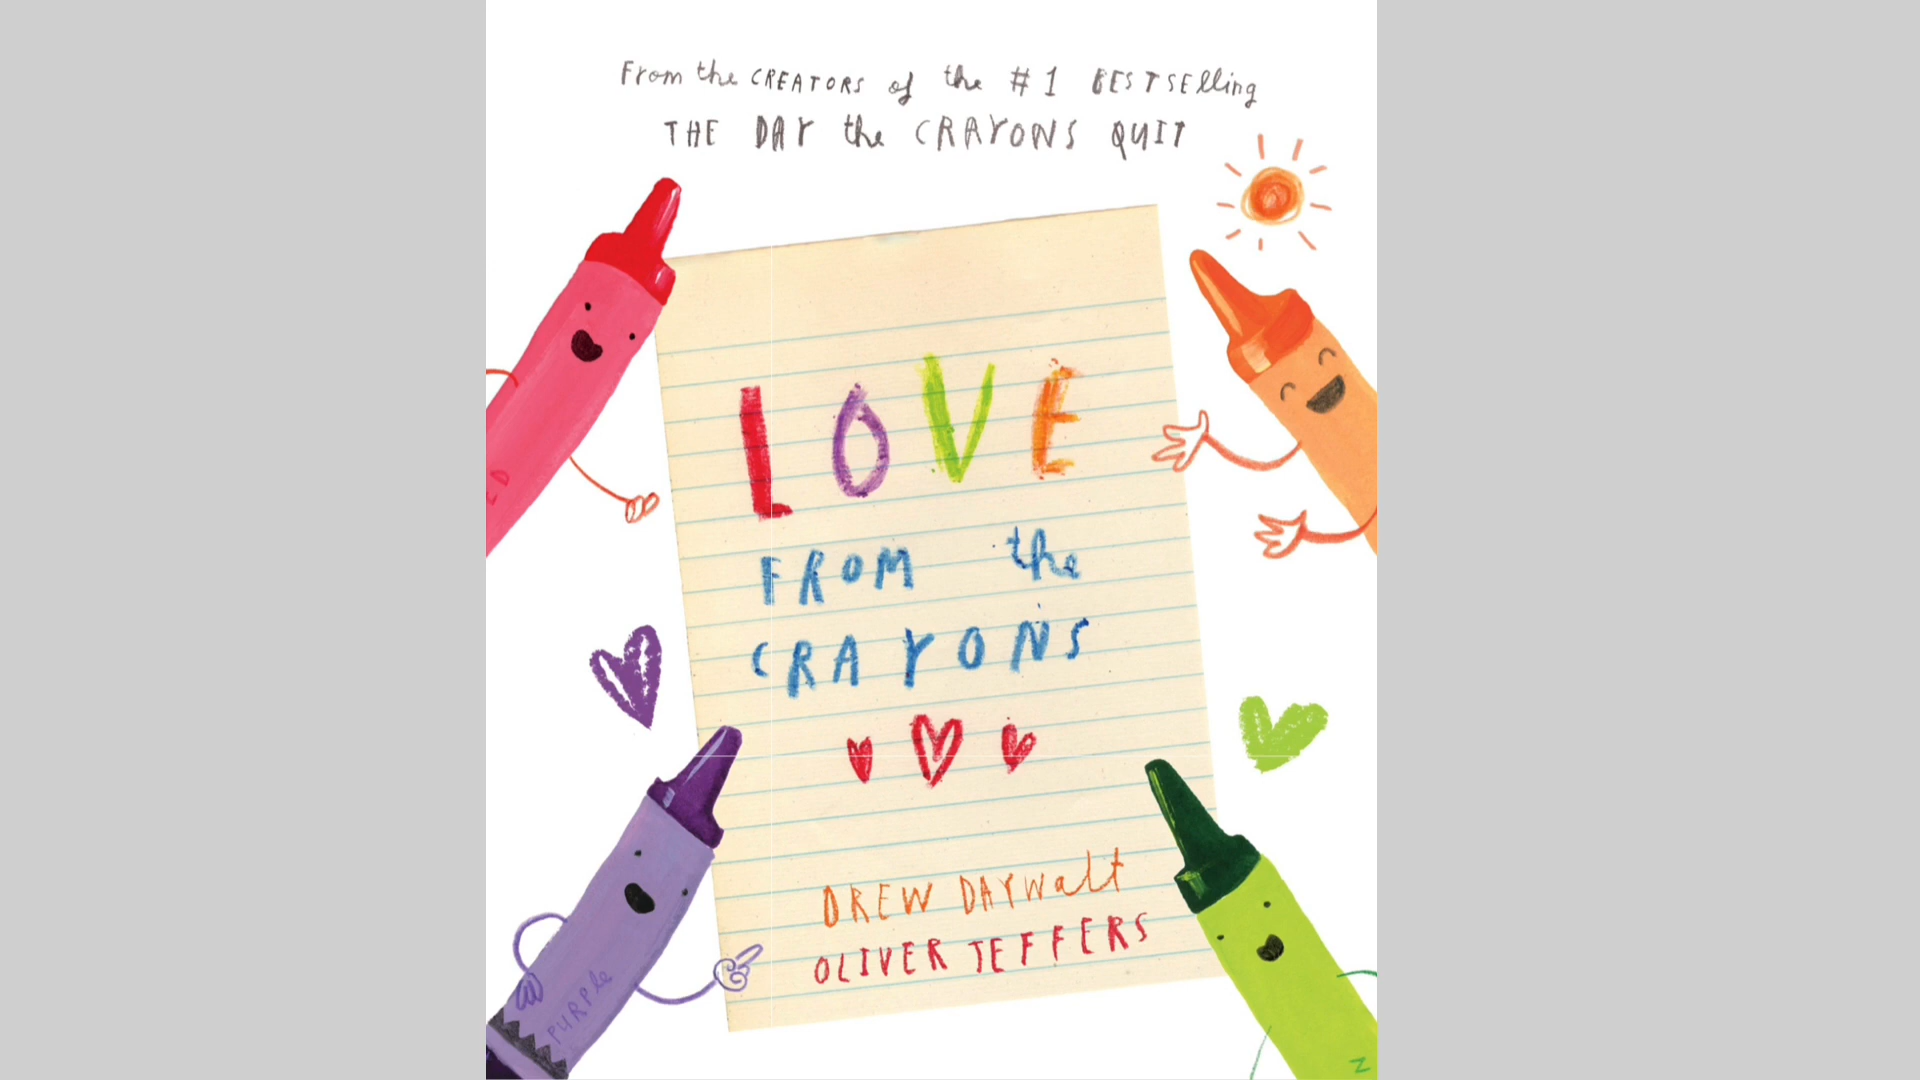 From the CREATORS of the #1 BESTSElling
THE DAY the CRAYONS QUIT
LOVE
FROM the
CRAYONS
DREW DAYWalt
OLIVER JEFFERS
PURPle